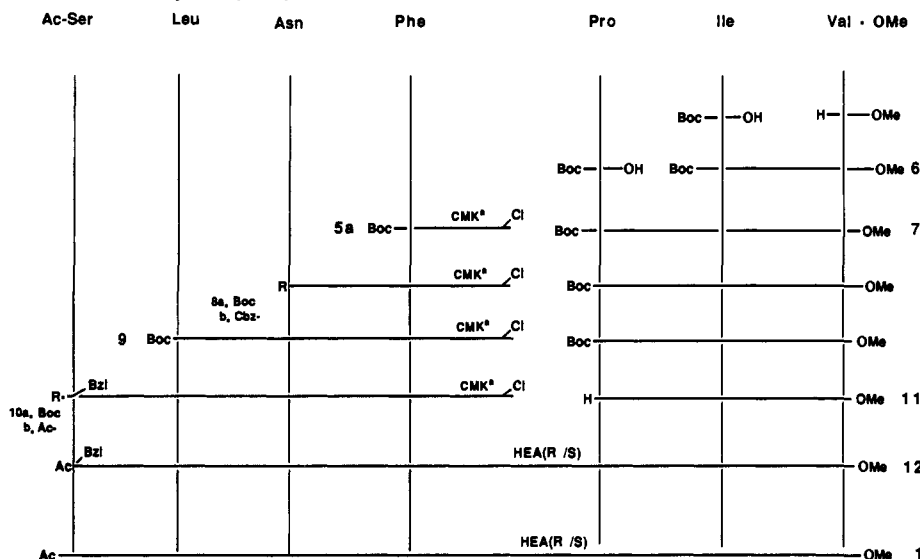 Ac-Ser Leu Asn Phe Pro Ile Val · OMe
Boc OH H OMe
Boc OH Boc OMe 6
5a Boc CMKª Cl Boc OMe 7
R CMKª Cl Boc OMe
8a, Boc
b, Cbz-
9 Boc CMKª Cl Boc OMe
R- Bzl CMKª Cl H OMe 11
10a, Boc
b, Ac-
Ac Bzl HEA(R /S) OMe 12
Ac HEA(R /S) OMe 1